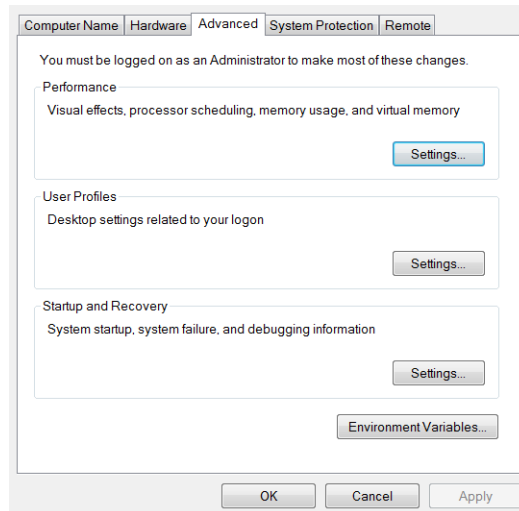 Computer Name Hardware Advanced System Protection Remote
You must be logged on as an Administrator to make most of these changes.
Performance
Visual effects, processor scheduling, memory usage, and virtual memory
Settings...
User Profiles
Desktop settings related to your logon
Settings...
Startup and Recovery
System startup, system failure, and debugging information
Settings...
Environment Variables...
OK Cancel Apply